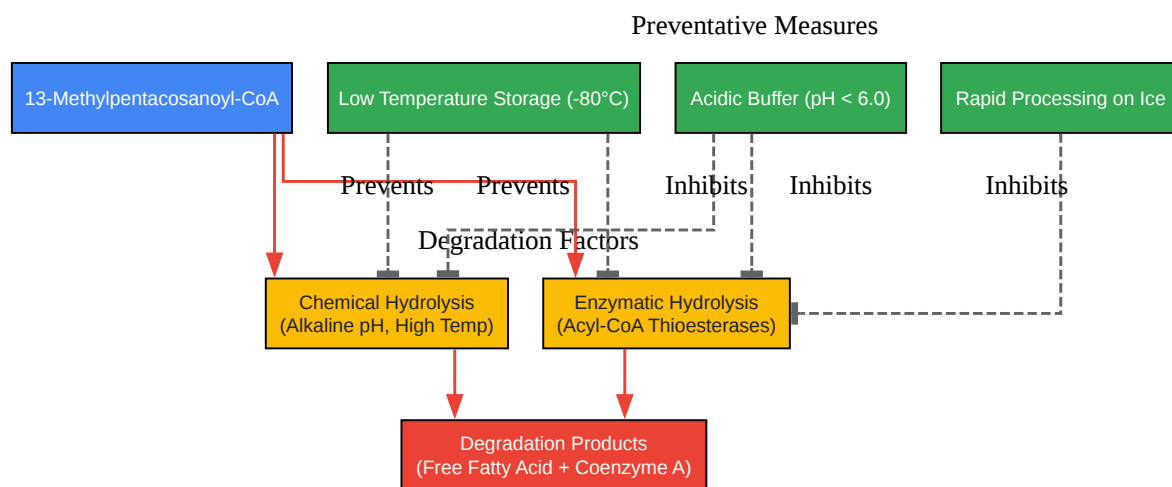 Preventative Measures
13-Methylpentacosanoyl-CoA
Low Temperature Storage (-80°C)
Acidic Buffer (pH < 6.0)
Rapid Processing on Ice
Prevents
Prevents
Inhibits
Inhibits
Inhibits
Degradation Factors
Chemical Hydrolysis
(Alkaline pH, High Temp)
Enzymatic Hydrolysis
(Acyl-CoA Thioesterases)
Degradation Products
(Free Fatty Acid + Coenzyme A)